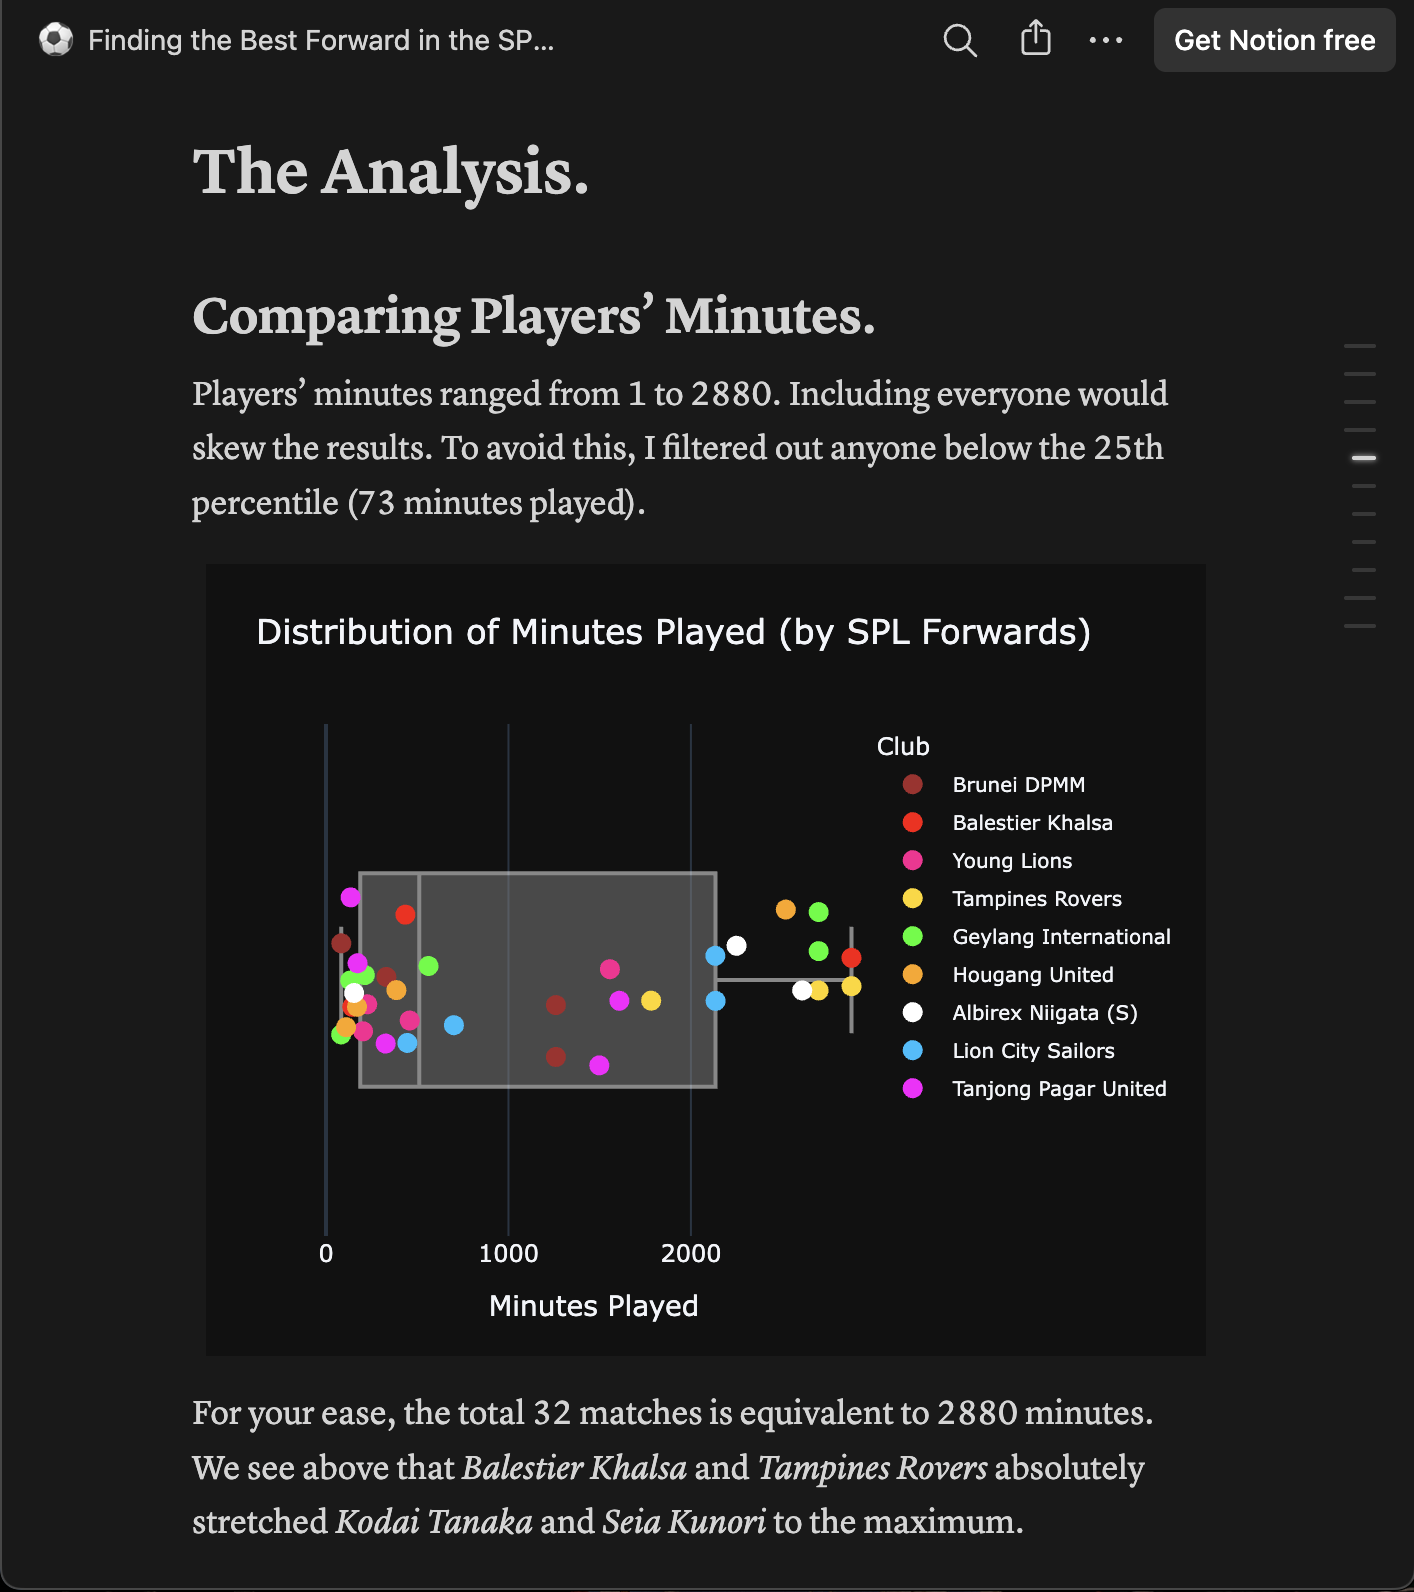 Finding the Best Forward in the SP...
Get Notion free
The Analysis.
Comparing Players’ Minutes.
Players’ minutes ranged from 1 to 2880. Including everyone would
skew the results. To avoid this, I filtered out anyone below the 25th
percentile (73 minutes played).
Distribution of Minutes Played (by SPL Forwards)
Club
Brunei DPMM
Balestier Khalsa
Young Lions
Tampines Rovers
Geylang International
Hougang United
Albirex Niigata (S)
Lion City Sailors
Tanjong Pagar United
0 1000 2000
Minutes Played
For your ease, the total 32 matches is equivalent to 2880 minutes.
We see above that Balestier Khalsa and Tampines Rovers absolutely
stretched Kodai Tanaka and Seia Kunori to the maximum.